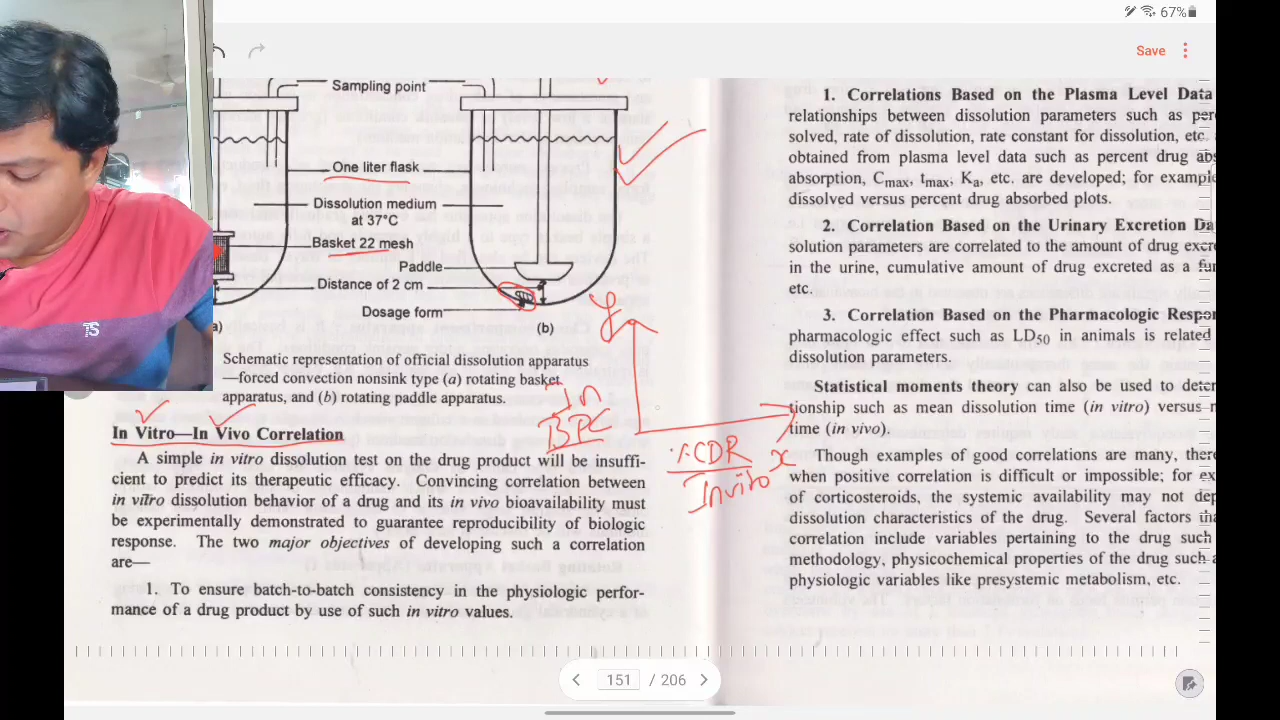 67%
Save
Sampling point
One liter flask
Dissolution medium
at 37°C
Basket 22 mesh
Paddle
Distance of 2 cm
Dosage form
a)
(b)
Schematic representation of official dissolution apparatus
—forced convection nonsink type (a) rotating basket
apparatus, and (b) rotating paddle apparatus.
In Vitro—In Vivo Correlation
A simple in vitro dissolution test on the drug product will be insuffi-
cient to predict its therapeutic efficacy. Convincing correlation between
in vitro dissolution behavior of a drug and its in vivo bioavailability must
be experimentally demonstrated to guarantee reproducibility of biologic
response. The two major objectives of developing such a correlation
are—
1. To ensure batch-to-batch consistency in the physiologic perfor-
mance of a drug product by use of such in vitro values.
y
In
BPC
%CDR
Invitro
x
1. Correlations Based on the Plasma Level Data
relationships between dissolution parameters such as per
solved, rate of dissolution, rate constant for dissolution, etc.
obtained from plasma level data such as percent drug abs
absorption, Cmax, tmax, Ka, etc. are developed; for example
dissolved versus percent drug absorbed plots.
2. Correlation Based on the Urinary Excretion Da
solution parameters are correlated to the amount of drug excr
in the urine, cumulative amount of drug excreted as a fun
etc.
3. Correlation Based on the Pharmacologic Respon
pharmacologic effect such as LD50 in animals is related
dissolution parameters.
Statistical moments theory can also be used to deter
tionship such as mean dissolution time (in vitro) versus m
time (in vivo).
Though examples of good correlations are many, there
when positive correlation is difficult or impossible; for ex
of corticosteroids, the systemic availability may not dep
dissolution characteristics of the drug. Several factors tha
correlation include variables pertaining to the drug such
methodology, physicochemical properties of the drug such a
physiologic variables like presystemic metabolism, etc.
151 / 206